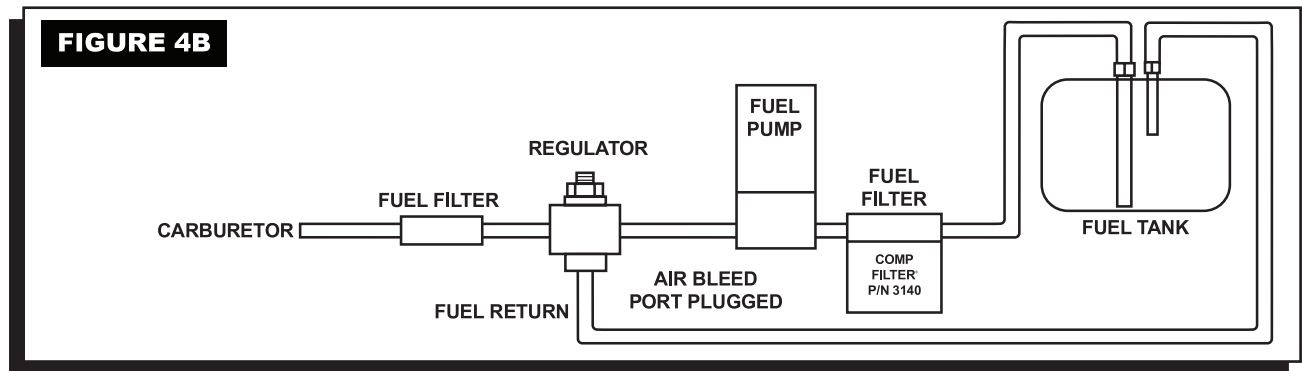 FIGURE 4B
FUEL
PUMP
REGULATOR
FUEL FILTER
FUEL
FILTER
CARBURETOR
FUEL TANK
COMP
FILTER®
P/N 3140
AIR BLEED
PORT PLUGGED
FUEL RETURN